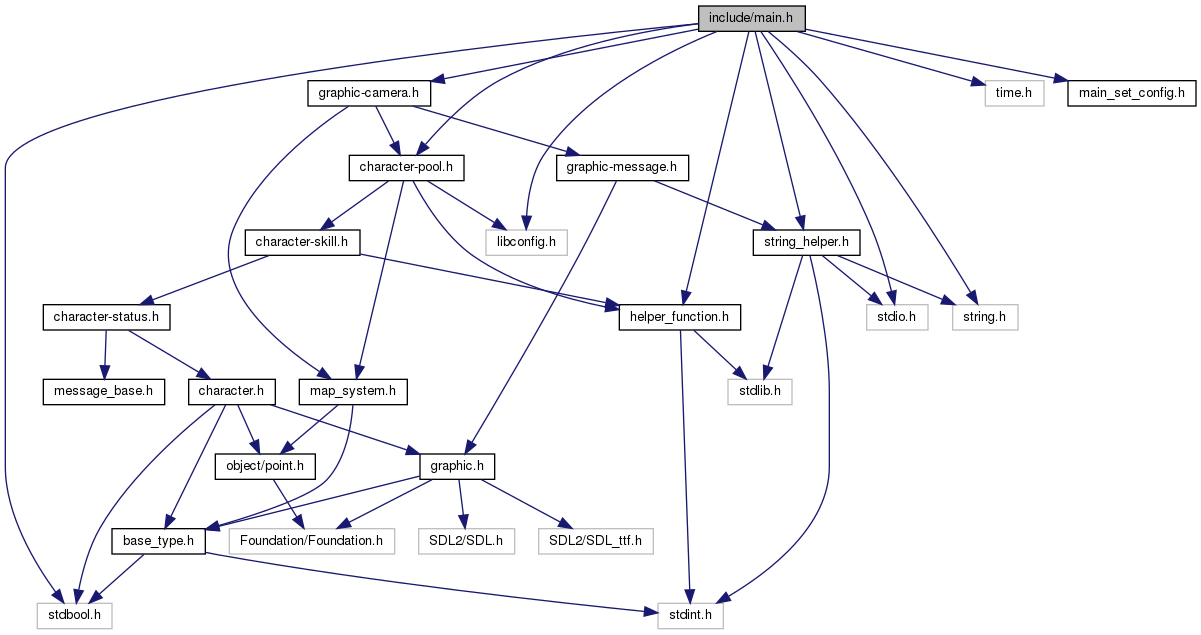 include/main.h
graphic-camera.h
time.h
main_set_config.h
character-pool.h
graphic-message.h
character-skill.h
libconfig.h
string_helper.h
character-status.h
helper_function.h
stdio.h
string.h
message_base.h
character.h
map_system.h
stdlib.h
object/point.h
graphic.h
base_type.h
Foundation/Foundation.h
SDL2/SDL.h
SDL2/SDL_ttf.h
stdbool.h
stdint.h